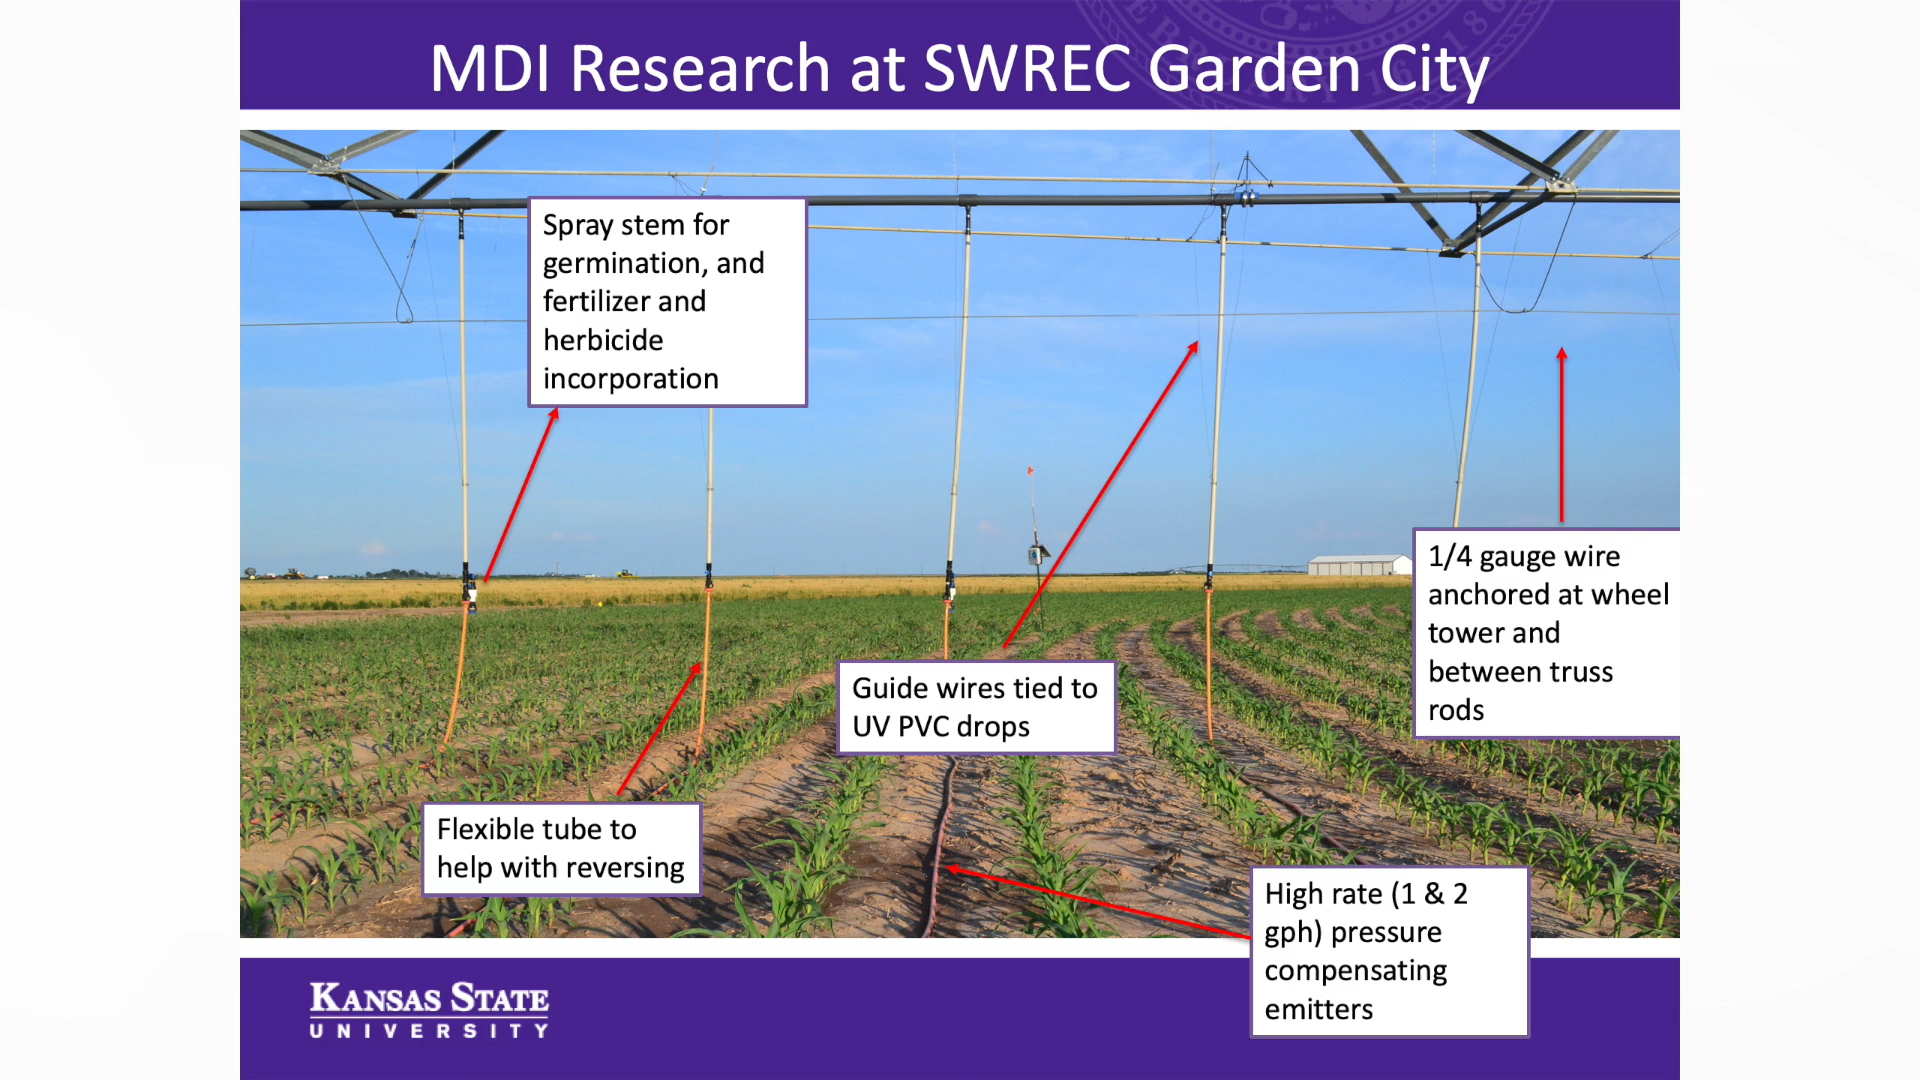 MDI Research at SWREC Garden City
Spray stem for
germination, and
fertilizer and
herbicide
incorporation
1/4 gauge wire
anchored at wheel
tower and
between truss
rods
Guide wires tied to
UV PVC drops
Flexible tube to
help with reversing
High rate (1 & 2
gph) pressure
compensating
emitters
KANSAS STATE
UNIVERSITY